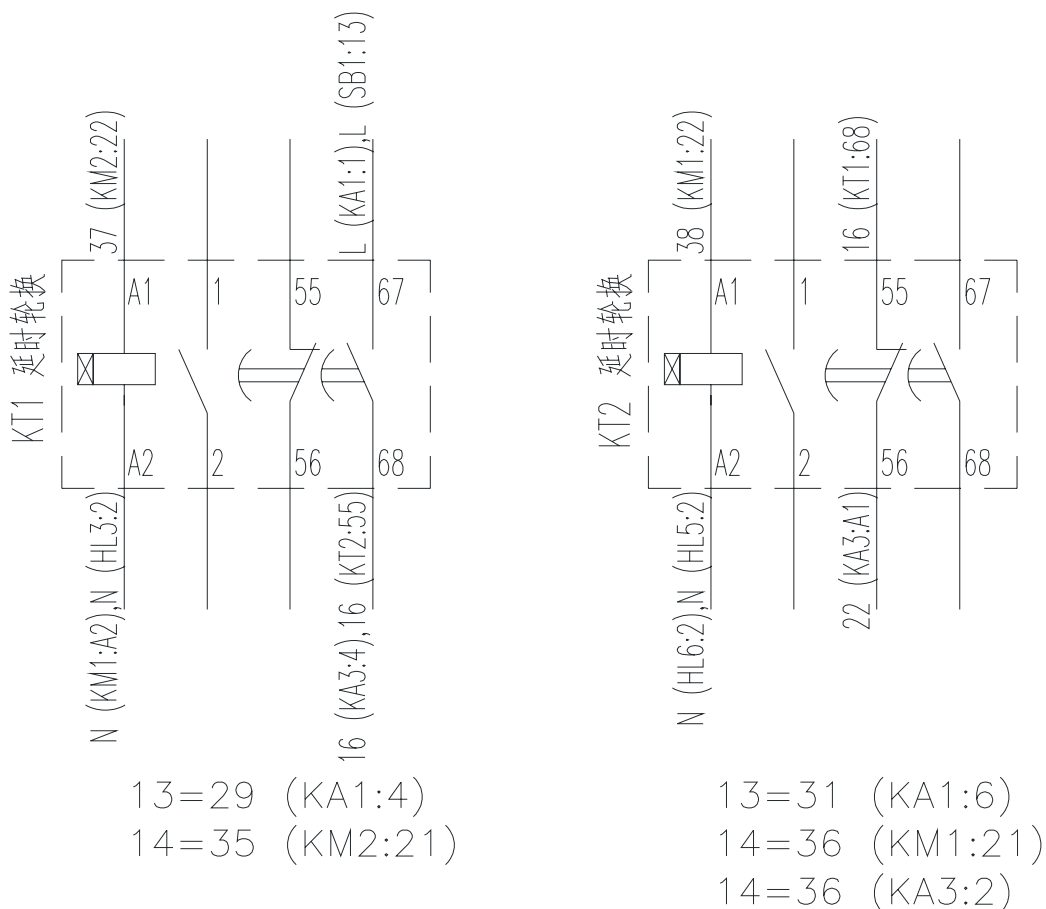 KT1 延时轮换
37 (KM2:22)
L (KA1:1),L (SB1:13)
A1
1
55
67
A2
2
56
68
N (KM1:A2),N (HL3:2)
16 (KA3:4),16 (KT2:55)
13=29 (KA1:4)
14=35 (KM2:21)
KT2 延时轮换
38 (KM1:22)
16 (KT1:68)
A1
1
55
67
A2
2
56
68
N (HL6:2),N (HL5:2)
22 (KA3:A1)
13=31 (KA1:6)
14=36 (KM1:21)
14=36 (KA3:2)